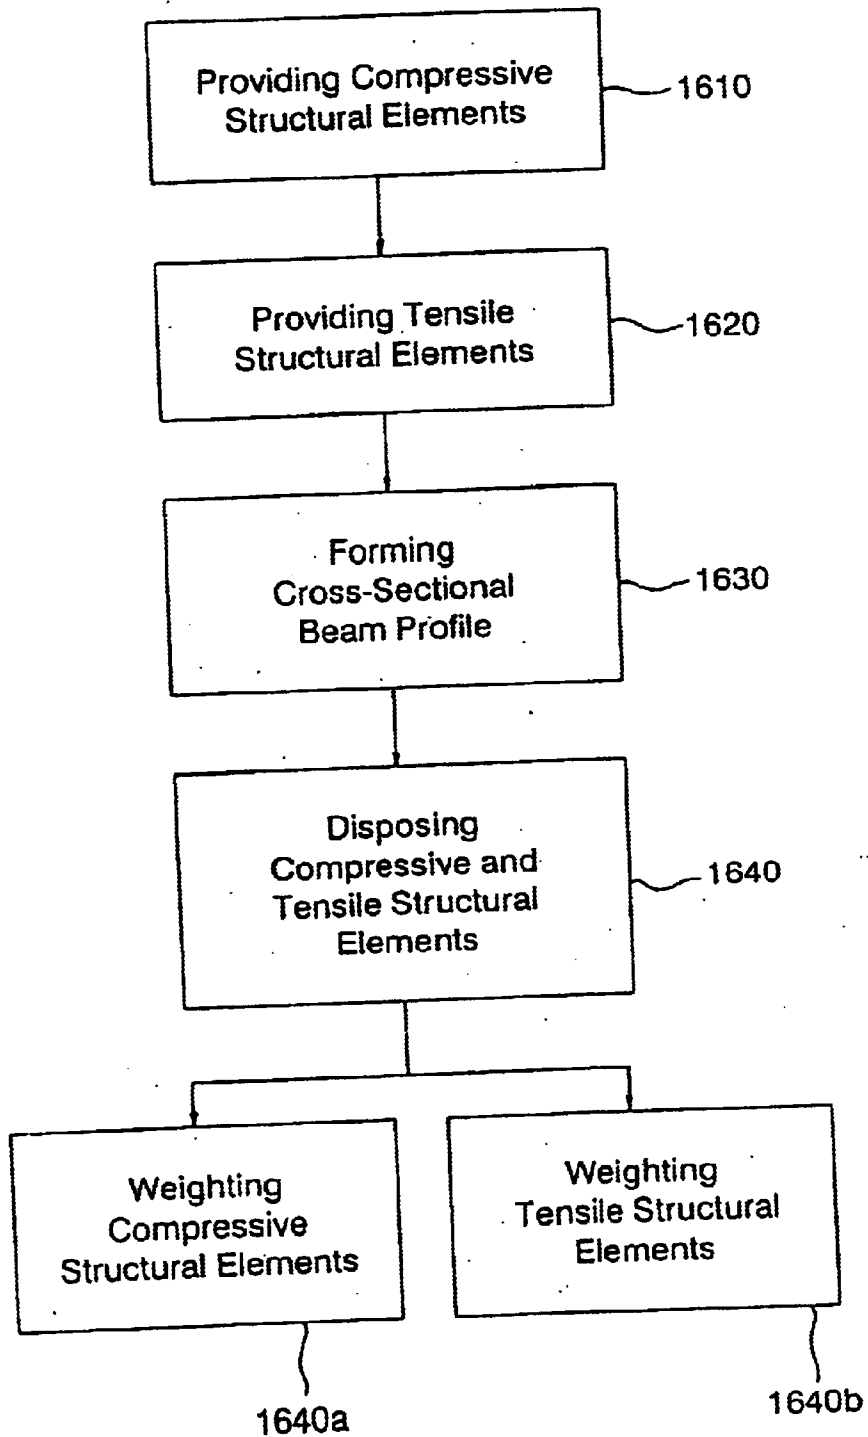 Providing Compressive
Structural Elements
1610
Providing Tensile
Structural Elements
1620
Forming
Cross-Sectional
Beam Profile
1630
Disposing
Compressive and
Tensile Structural
Elements
1640
Weighting
Compressive
Structural Elements
1640a
Weighting
Tensile Structural
Elements
1640b